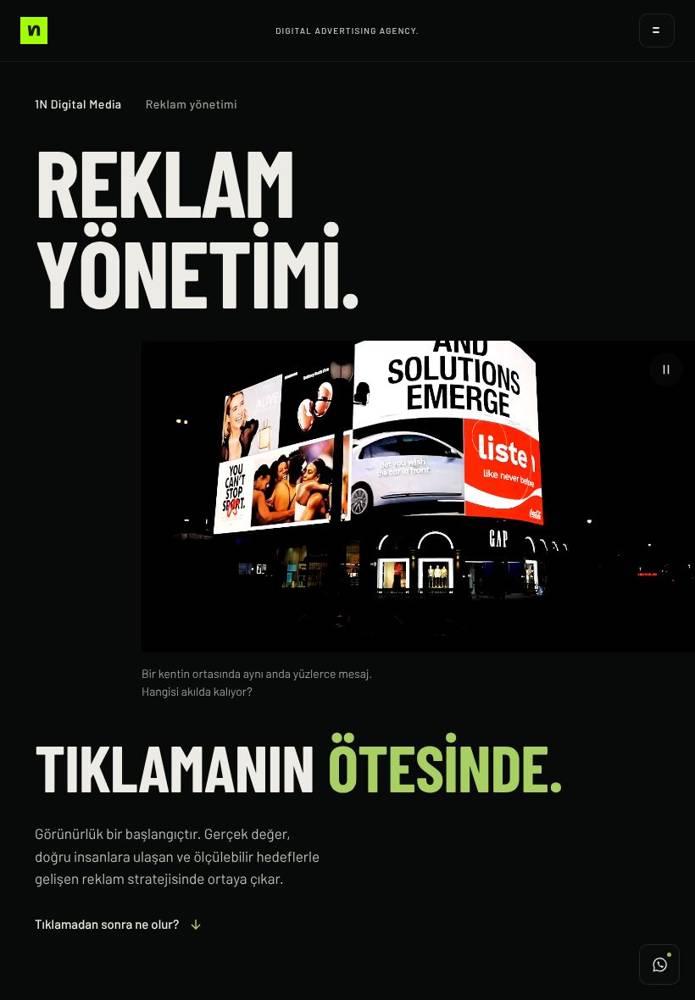 DIGITAL ADVERTISING AGENCY.
1N Digital Media
Reklam yönetimi
REKLAM
YÖNETİMİ.
AND
SOLUTIONS
EMERGE
YOU
CAN'T
STOP
liste
like never before
Coca-Cola
GAP
Bir kentin ortasında aynı anda yüzlerce mesaj.
Hangisi akılda kalıyor?
TIKLAMANIN ÖTESİNDE.
Görünürlük bir başlangıçtır. Gerçek değer,
doğru insanlara ulaşan ve ölçülebilir hedeflerle
gelişen reklam stratejisinde ortaya çıkar.
Tıklamadan sonra ne olur?